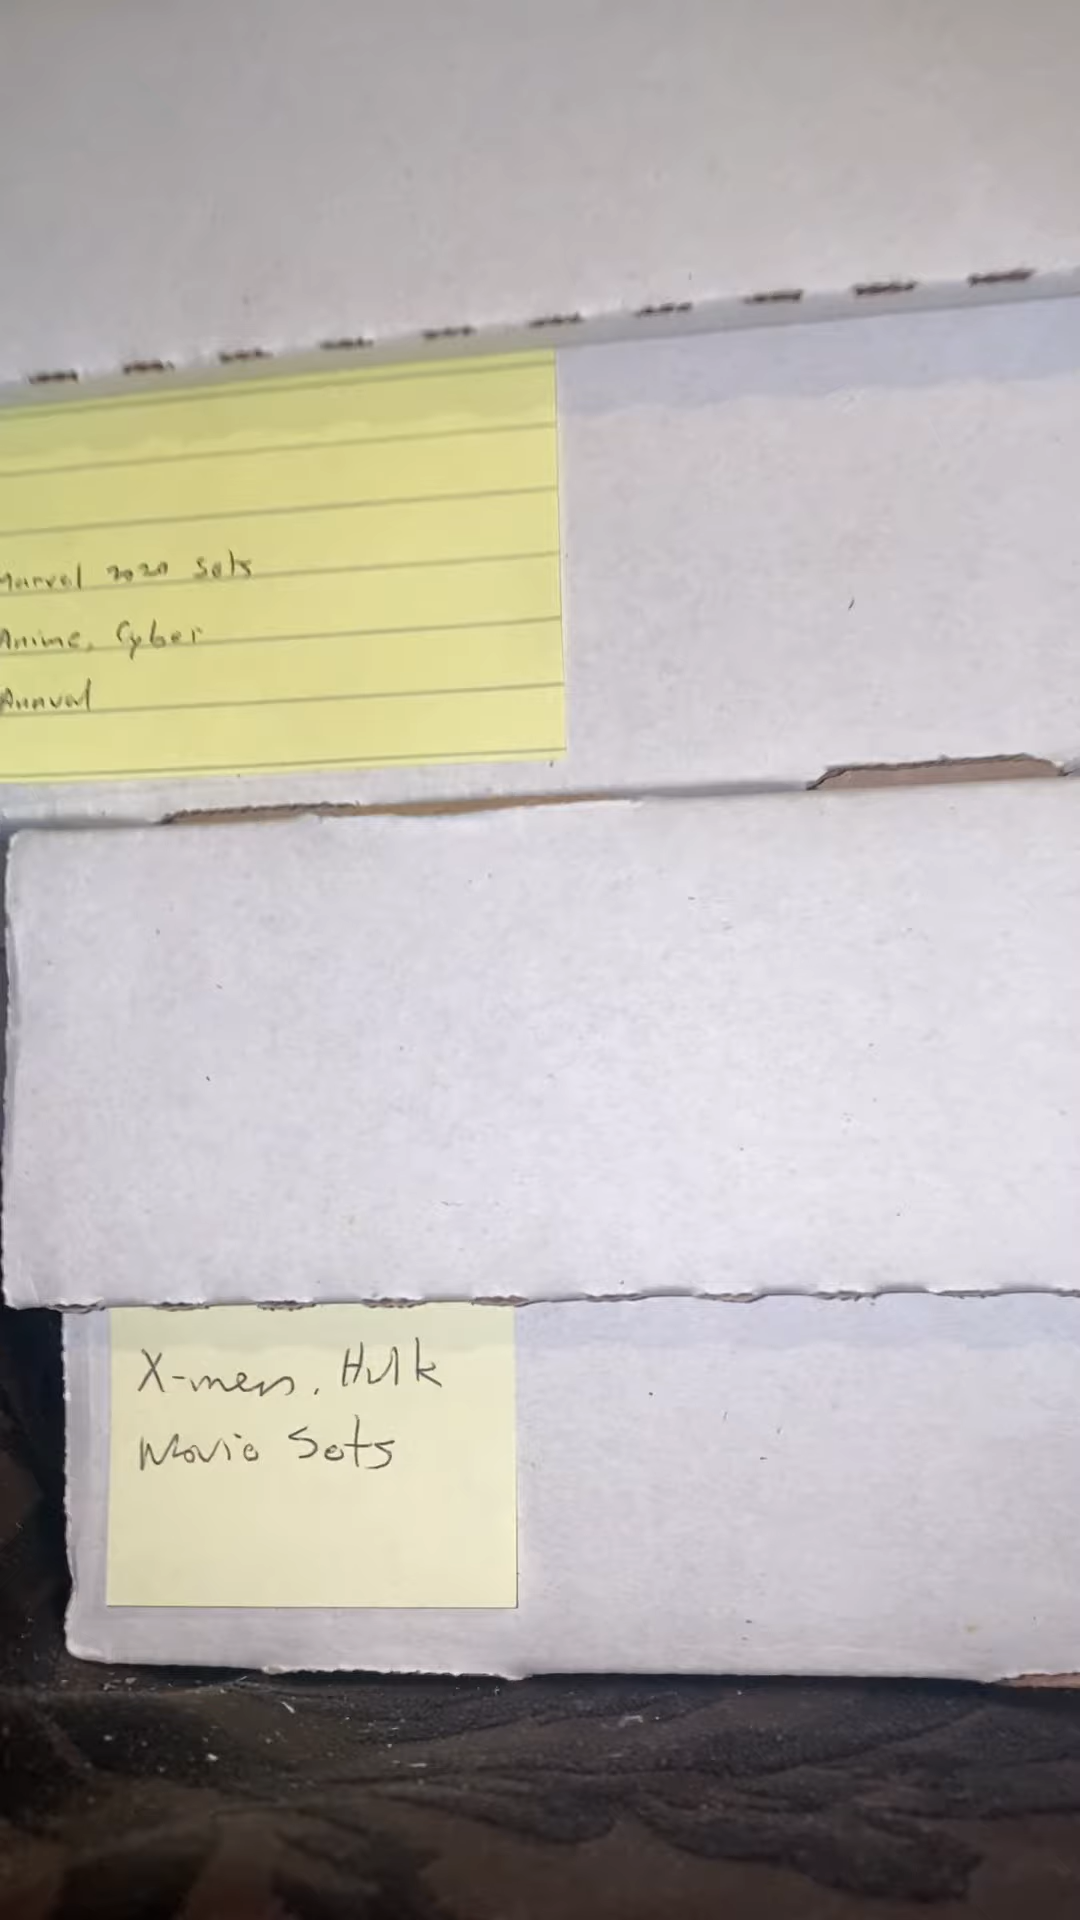 Marvel 2020 Sets
Anime, Cyber
Annual
X-men, Hulk
Movie Sets